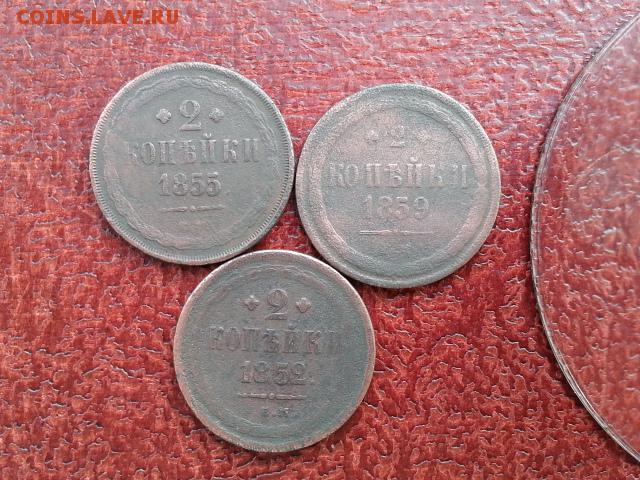 COINS.LAVE.RU
2
КОПѢЙКИ
1855.
2
КОПѢЙКИ
1859
2
КОПѢЙКИ
1852.
Е.М.